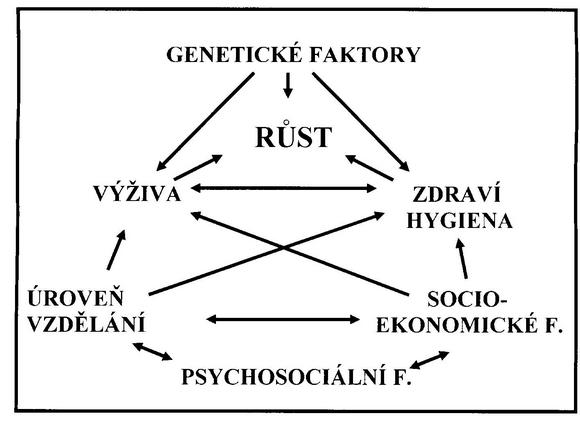 GENETICKÉ FAKTORY
RŮST
VÝŽIVA
ZDRAVÍ
HYGIENA
ÚROVEŇ
VZDĚLÁNÍ
SOCIO-
EKONOMICKÉ F.
PSYCHOSOCIÁLNÍ F.